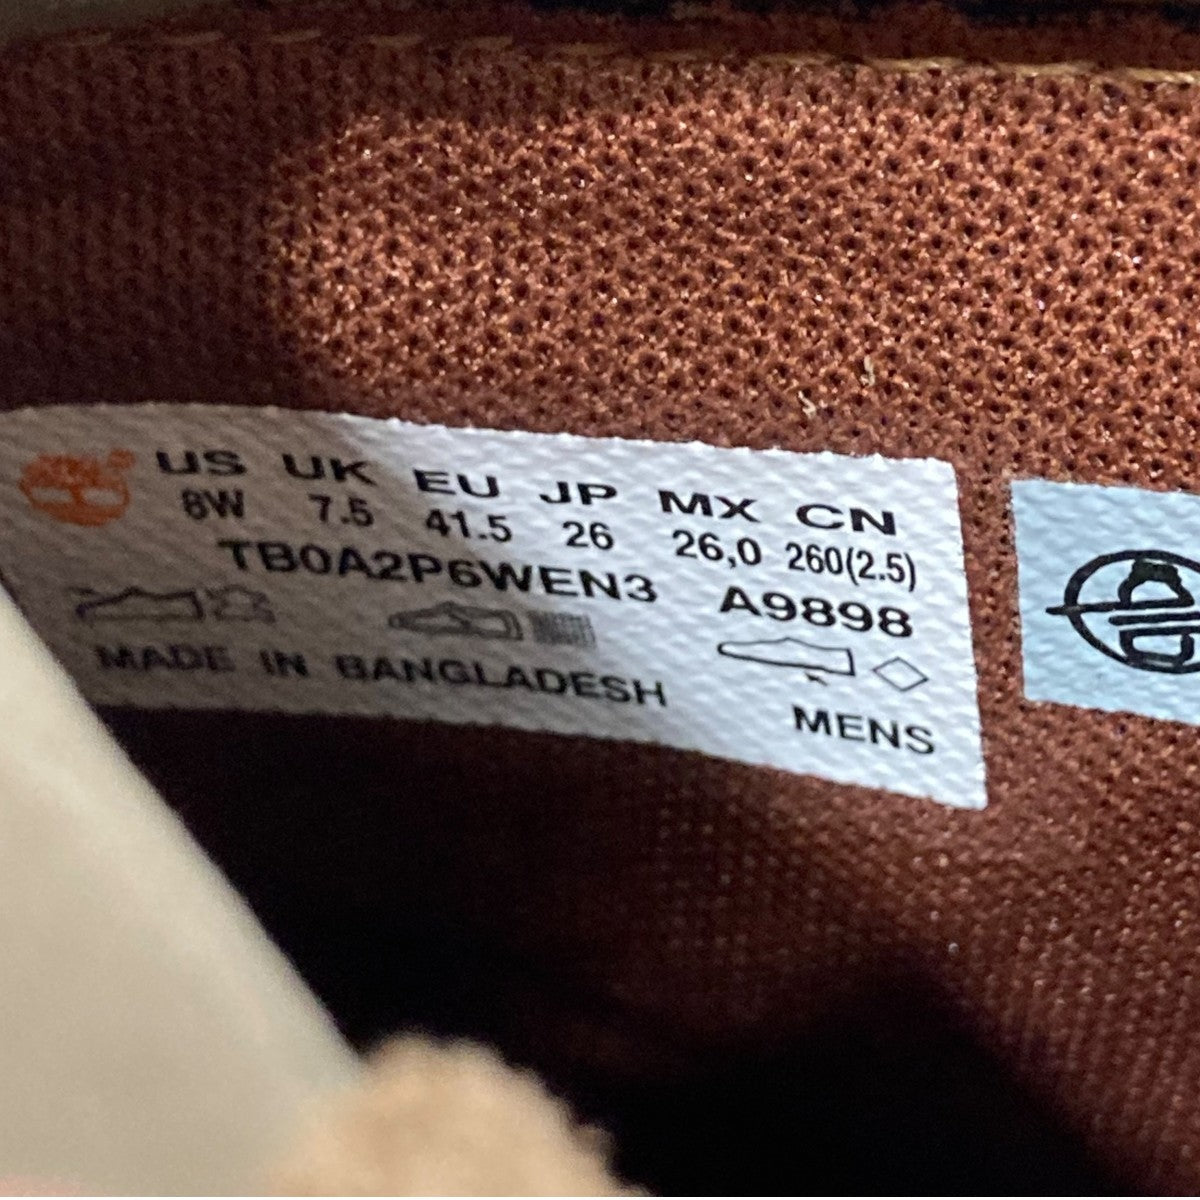 US UK EU JP MX CN
8W 7.5 41.5 26 26,0 260(2.5)
TB0A2P6WEN3 A9898
MADE IN BANGLADESH
MENS